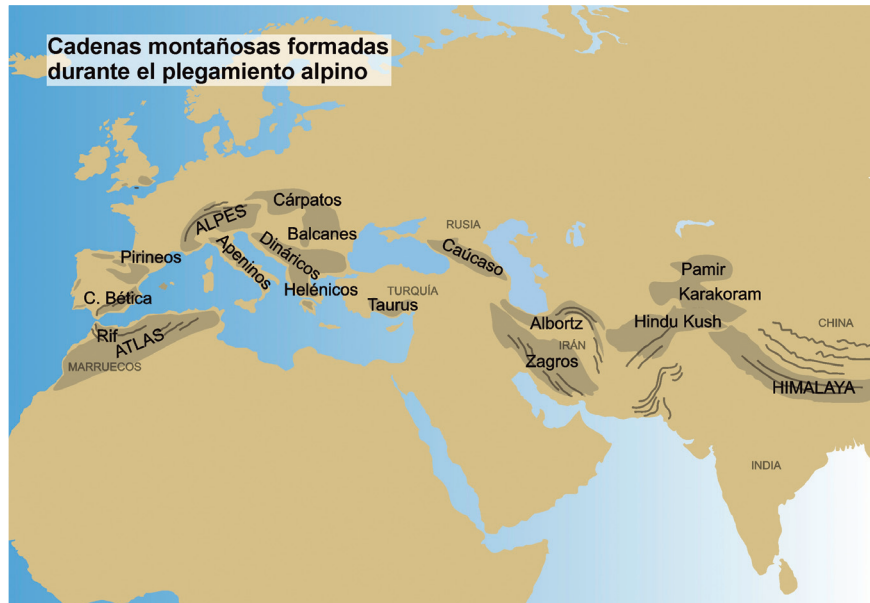 Cadenas montañosas formadas
durante el plegamiento alpino
Cárpatos
ALPES
RUSIA
Balcanes
Dináricos
Caúcaso
Apeninos
Pirineos
Pamir
Helénicos
TURQUÍA
Karakoram
C. Bética
Taurus
Albortz
Hindu Kush
CHINA
Rif
ATLAS
IRÁN
Zagros
MARRUECOS
HIMALAYA
INDIA